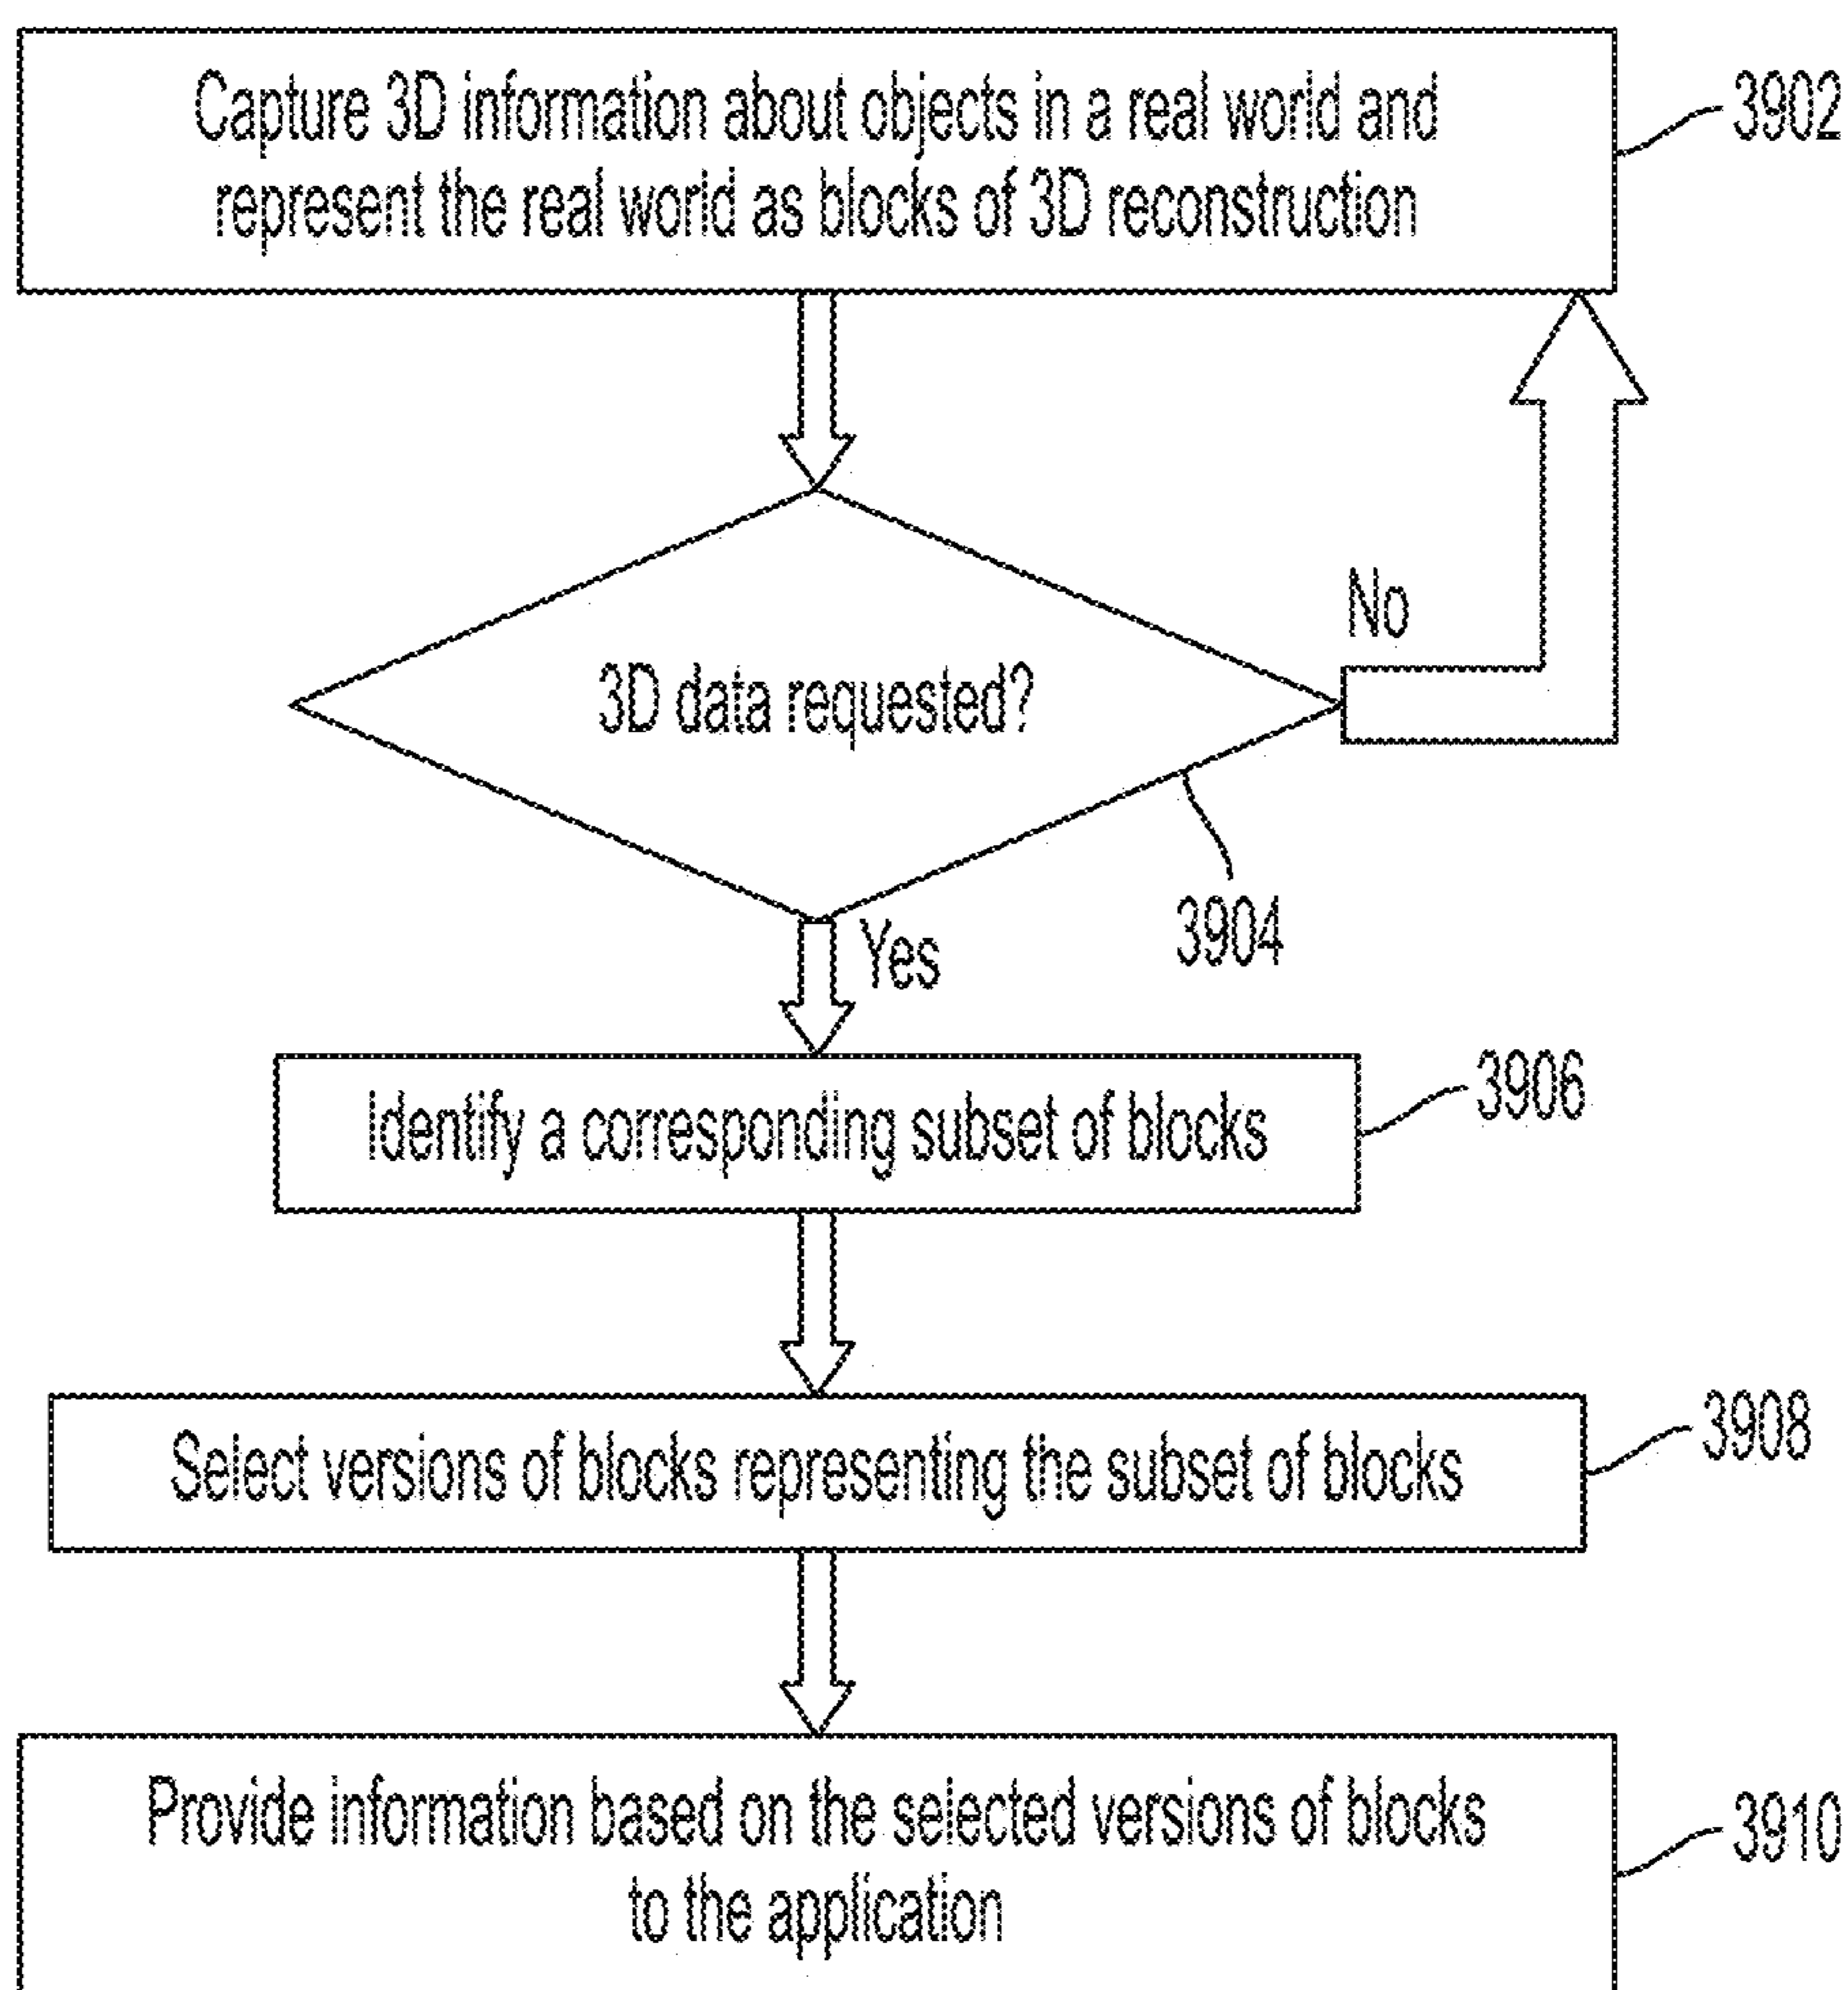 Capture 3D information about objects in a real world and
represent the real world as blocks of 3D reconstruction
3902
No
3D data requested?
3904
Yes
Identify a corresponding subset of blocks
3906
Select versions of blocks representing the subset of blocks
3908
Provide information based on the selected versions of blocks
to the application
3910